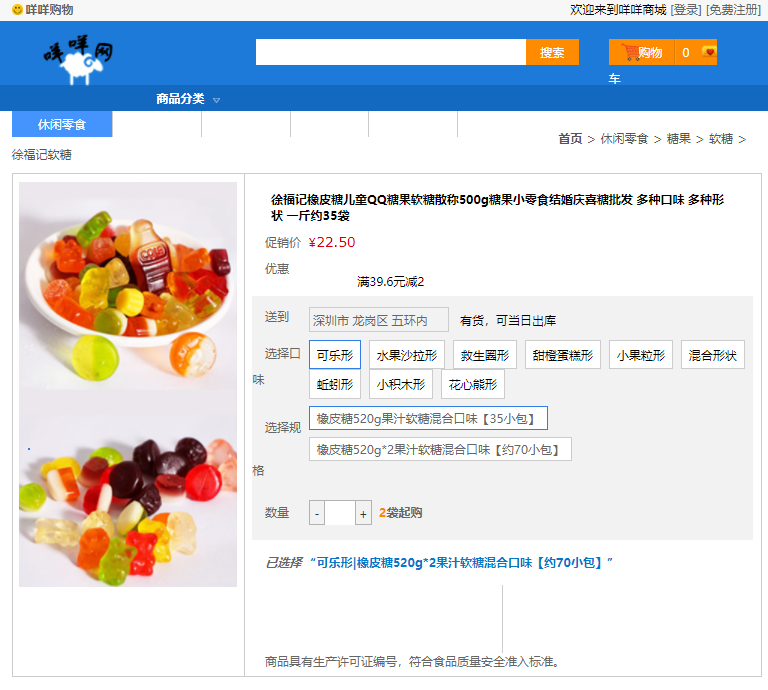 咩咩购物
欢迎来到咩咩商城 [登录] [免费注册]
咩咩网
搜索
购物车 0
商品分类
休闲零食
首页 > 休闲零食 > 糖果 > 软糖 >
徐福记软糖
徐福记橡皮糖儿童QQ糖果软糖散称500g糖果小零食结婚庆喜糖批发 多种口味 多种形
状 一斤约35袋
促销价 ¥22.50
优惠
满39.6元减2
送到 深圳市 龙岗区 五环内 有货，可当日出库
选择口味
可乐形 水果沙拉形 救生圈形 甜橙蛋糕形 小果粒形 混合形状
蚯蚓形 小积木形 花心熊形
选择规格
橡皮糖520g果汁软糖混合口味【35小包】
橡皮糖520g*2果汁软糖混合口味【约70小包】
数量 - + 2袋起购
已选择 “可乐形|橡皮糖520g*2果汁软糖混合口味【约70小包】”
商品具有生产许可证编号，符合食品质量安全准入标准。